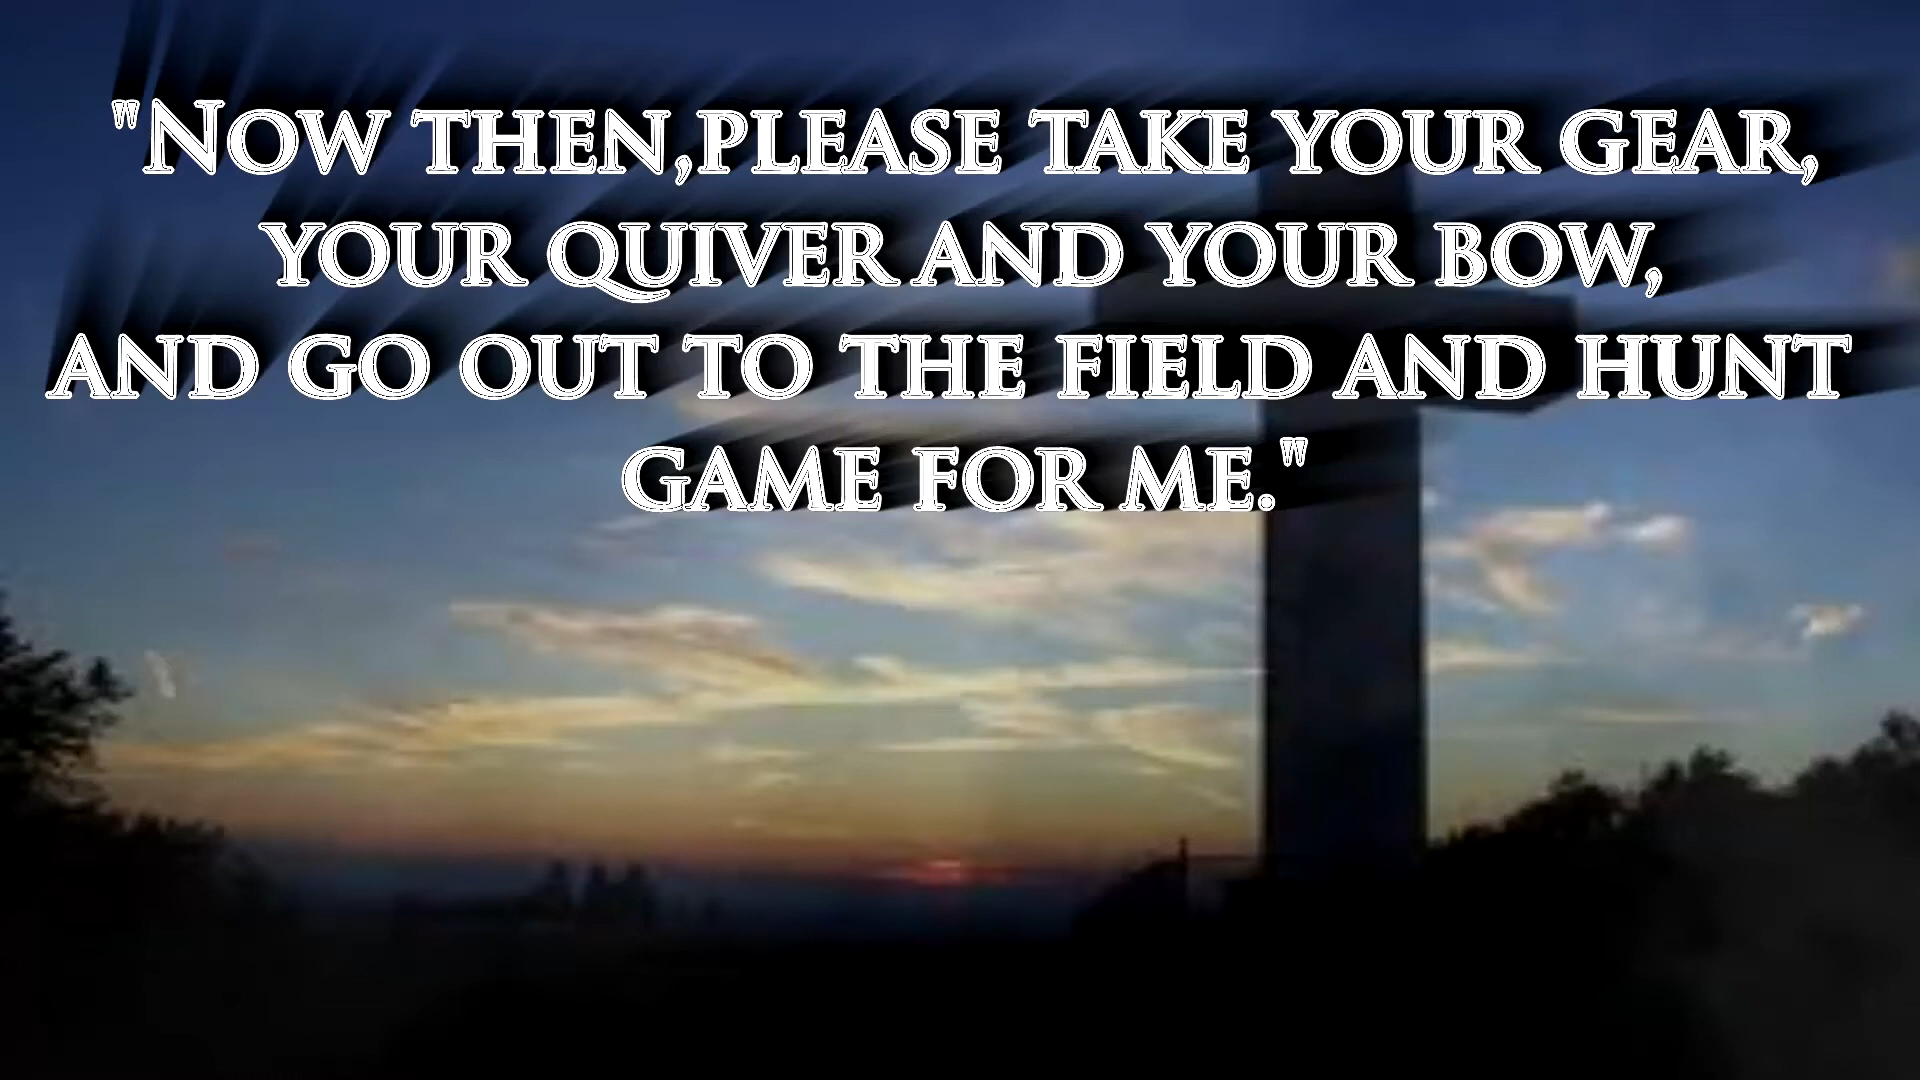 "Now then,please take your gear,
your quiver and your bow,
and go out to the field and hunt
game for me."